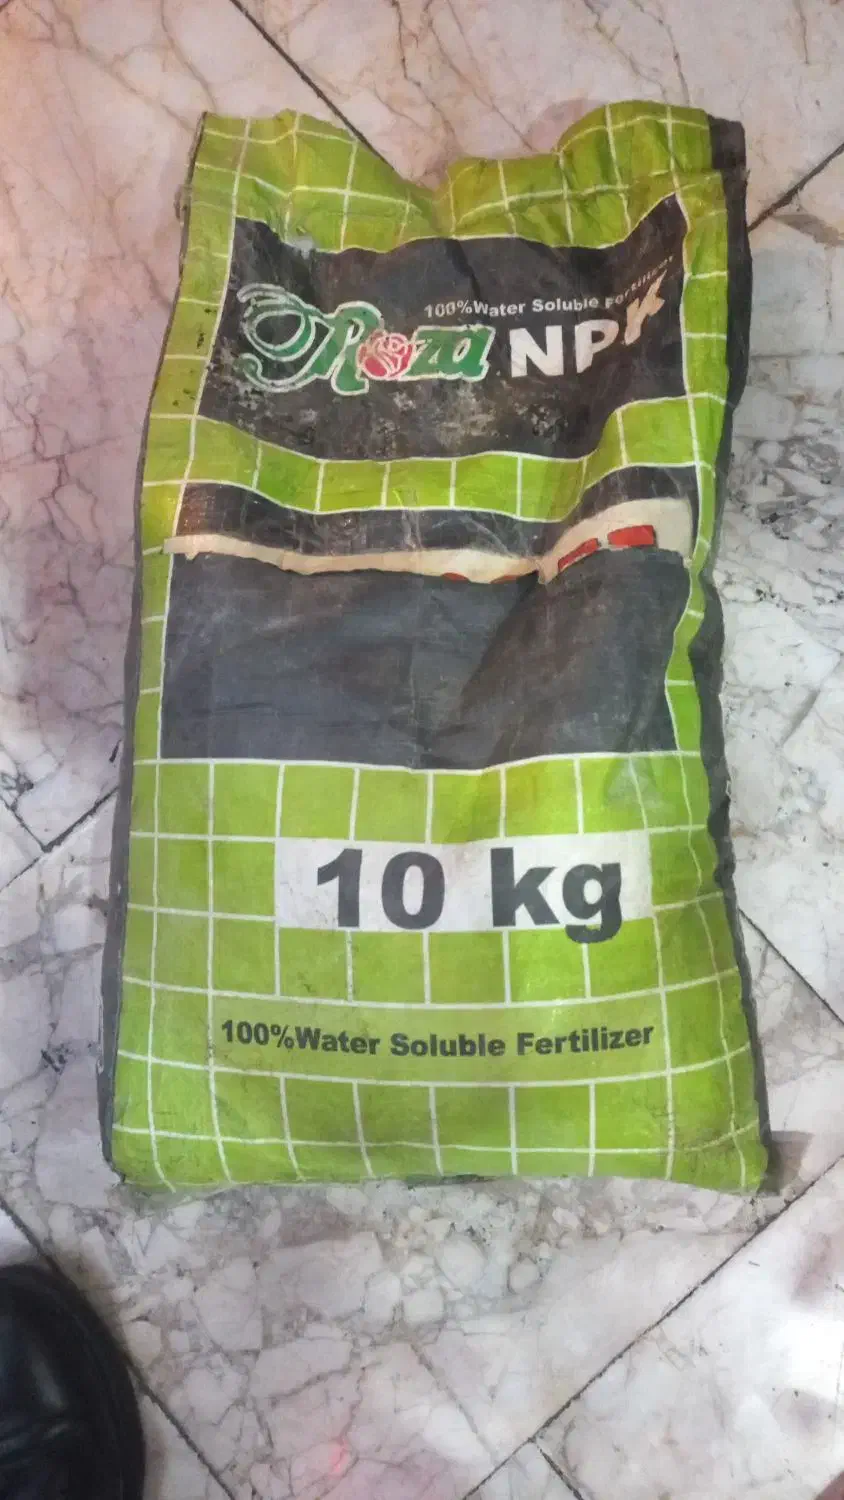 100%Water Soluble Fertilizer
Roza NPK
10 kg
100%Water Soluble Fertilizer